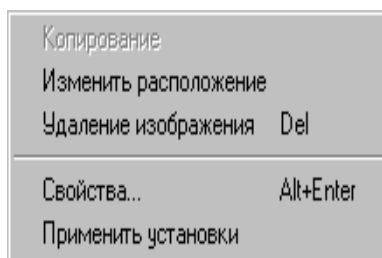 Копирование
Изменить расположение
Удаление изображения Del
Свойства... Alt+Enter
Применить установки